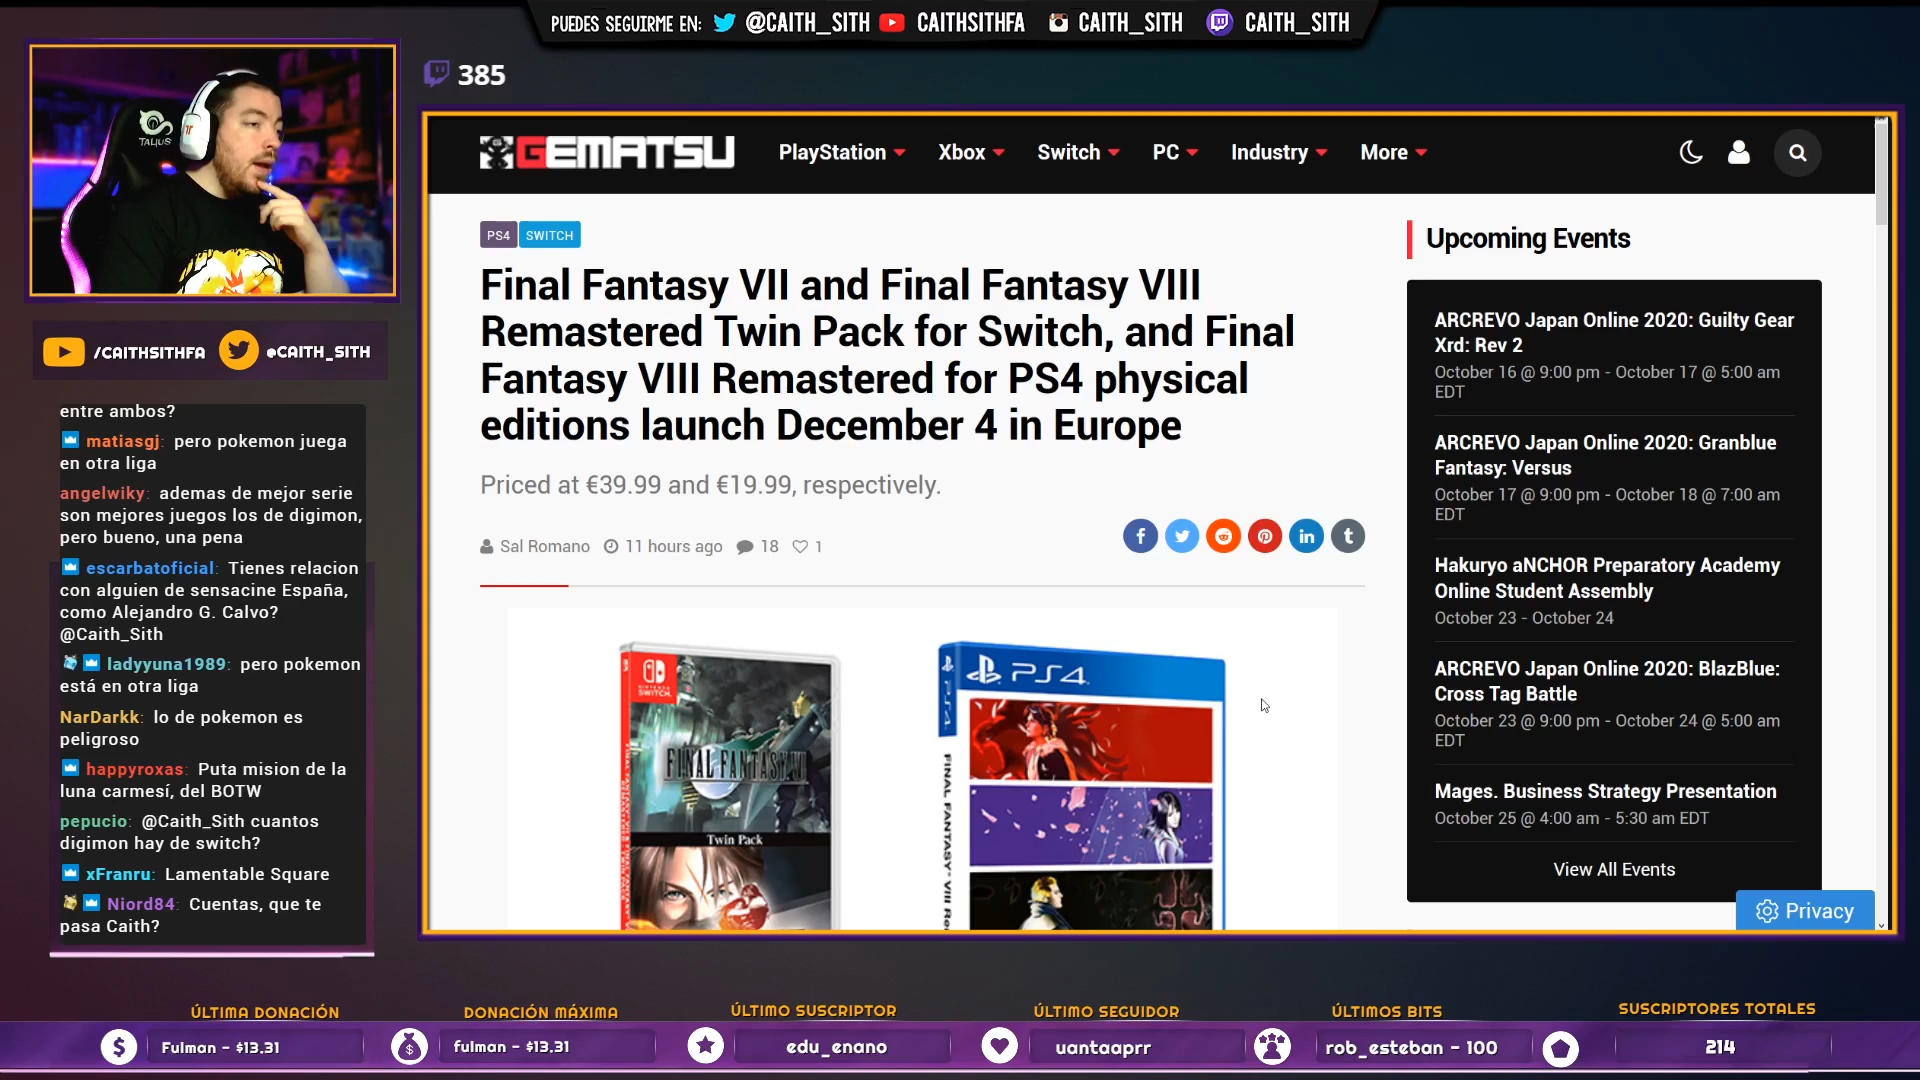 PUEDES SEGUIRME EN: @CAITH_SITH CAITHSITHFA CAITH_SITH CAITH_SITH
385
TALIUS
/CAITHSITHFA @CAITH_SITH
entre ambos?
matiasgj: pero pokemon juega
en otra liga
angelwiky: ademas de mejor serie
son mejores juegos los de digimon,
pero bueno, una pena
escarbatoficial: Tienes relacion
con alguien de sensacine España,
como Alejandro G. Calvo?
@Caith_Sith
ladyyuna1989: pero pokemon
está en otra liga
NarDarkk: lo de pokemon es
peligroso
happyroxas: Puta mision de la
luna carmesí, del BOTW
pepucio: @Caith_Sith cuantos
digimon hay de switch?
xFranru: Lamentable Square
Niord84: Cuentas, que te
pasa Caith?
GEMATSU PlayStation Xbox Switch PC Industry More
PS4 SWITCH
Final Fantasy VII and Final Fantasy VIII
Remastered Twin Pack for Switch, and Final
Fantasy VIII Remastered for PS4 physical
editions launch December 4 in Europe
Priced at €39.99 and €19.99, respectively.
Sal Romano 11 hours ago 18 1
NINTENDO
SWITCH
FINAL FANTASY VII
Twin Pack
PS4
PS4
FINAL FANTASY VIII Re
Upcoming Events
ARCREVO Japan Online 2020: Guilty Gear
Xrd: Rev 2
October 16 @ 9:00 pm - October 17 @ 5:00 am
EDT
ARCREVO Japan Online 2020: Granblue
Fantasy: Versus
October 17 @ 9:00 pm - October 18 @ 7:00 am
EDT
Hakuryo aNCHOR Preparatory Academy
Online Student Assembly
October 23 - October 24
ARCREVO Japan Online 2020: BlazBlue:
Cross Tag Battle
October 23 @ 9:00 pm - October 24 @ 5:00 am
EDT
Mages. Business Strategy Presentation
October 25 @ 4:00 am - 5:30 am EDT
View All Events
Privacy
ÚLTIMA DONACIÓN
Fulman - $13.31
DONACIÓN MÁXIMA
fulman - $13.31
ÚLTIMO SUSCRIPTOR
edu_enano
ÚLTIMO SEGUIDOR
uantaaprr
ÚLTIMOS BITS
rob_esteban - 100
SUSCRIPTORES TOTALES
214